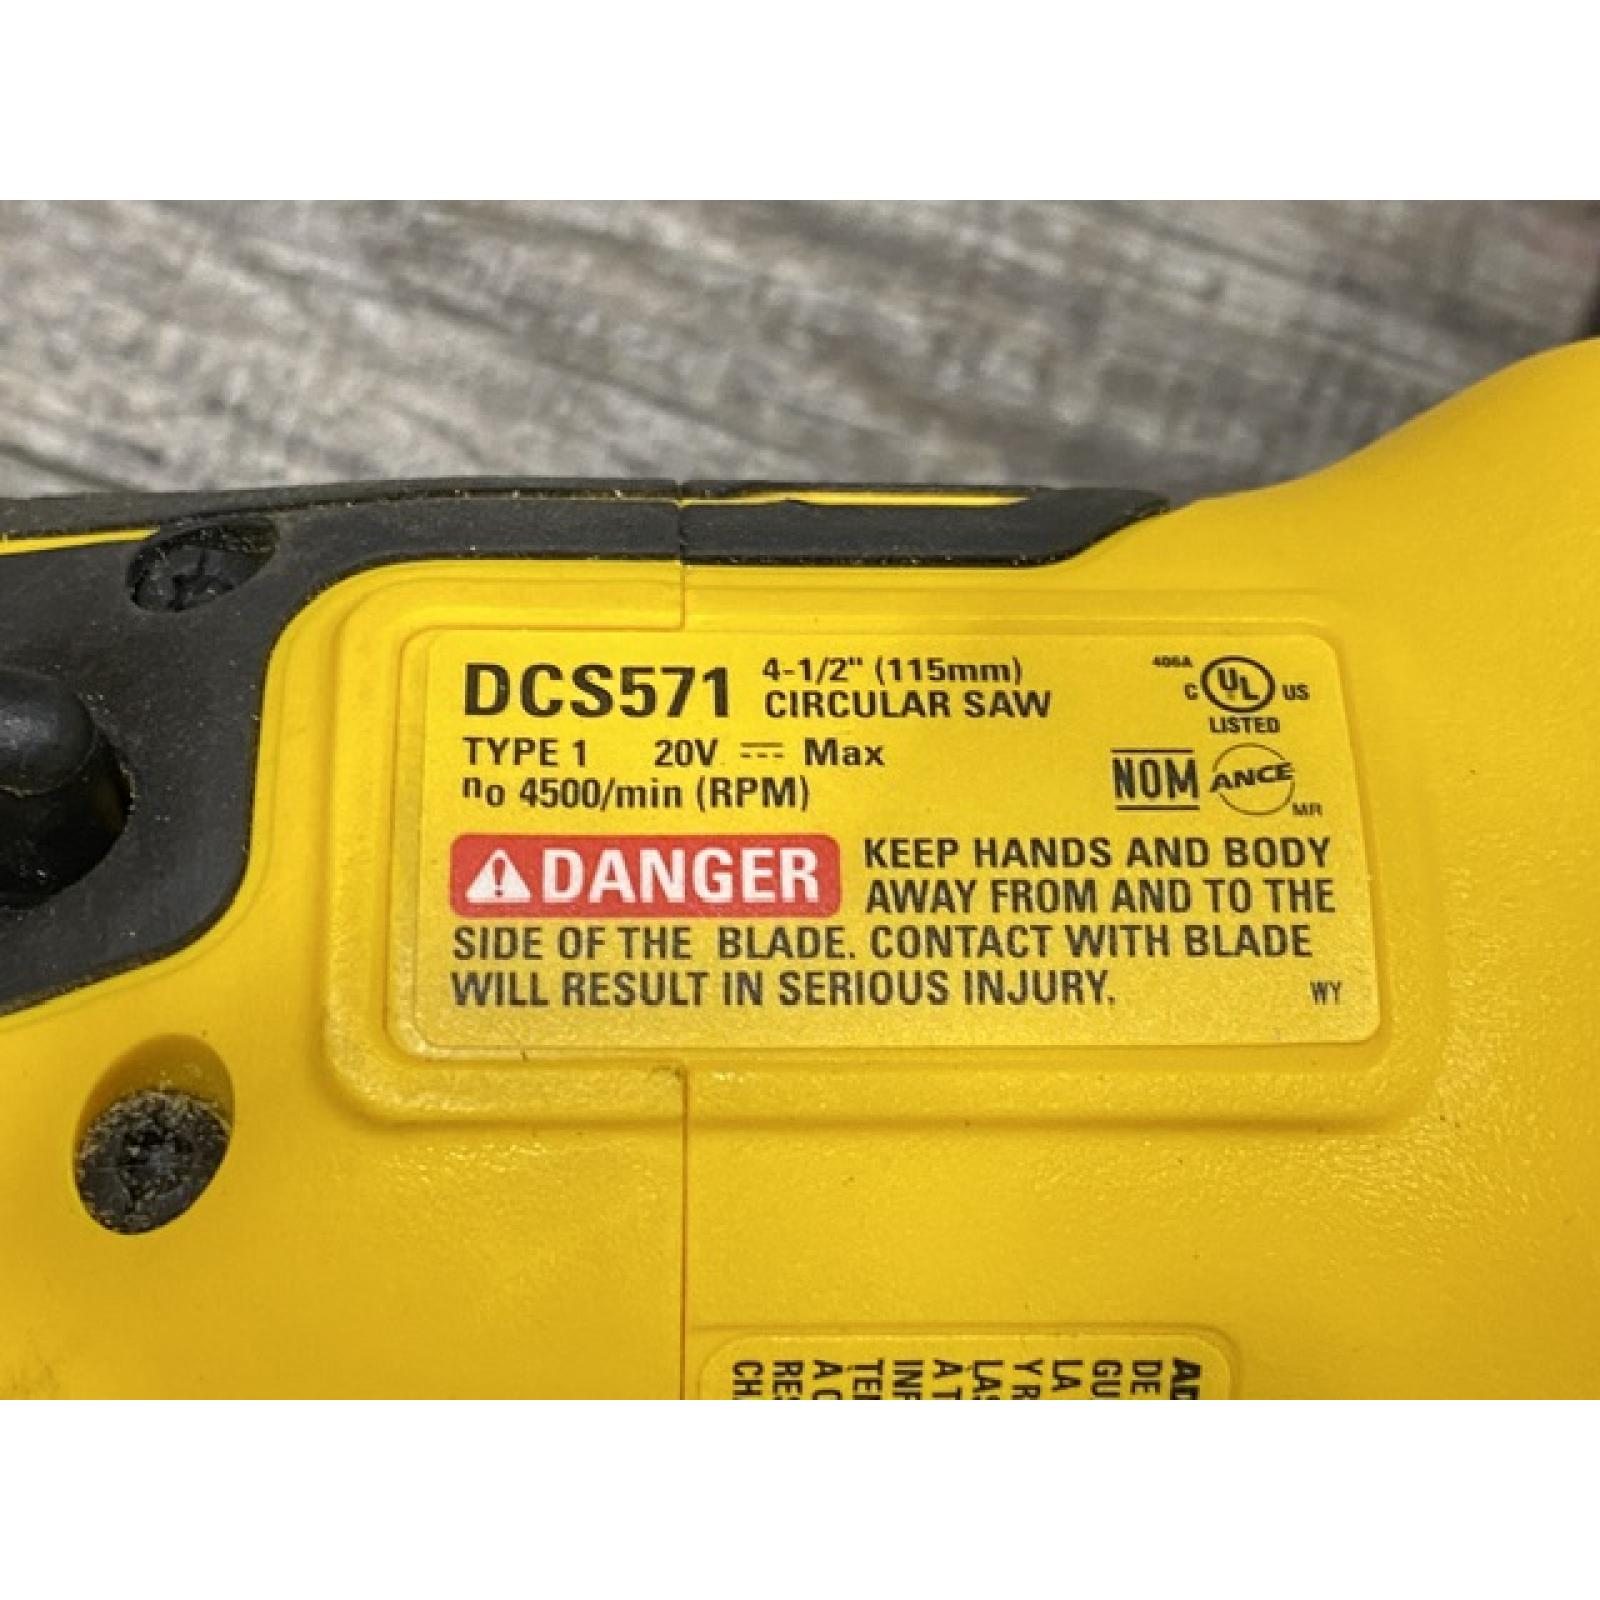 DCS571 4-1/2" (115mm)
CIRCULAR SAW
406A
C UL US
LISTED
TYPE 1 20V Max
NOM ANCE MR
no 4500/min (RPM)
DANGER KEEP HANDS AND BODY
AWAY FROM AND TO THE
SIDE OF THE BLADE. CONTACT WITH BLADE
WILL RESULT IN SERIOUS INJURY. WY
DE
LA
Y
A